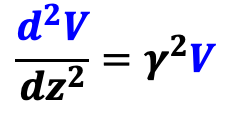 d²V/dz² = γ²V